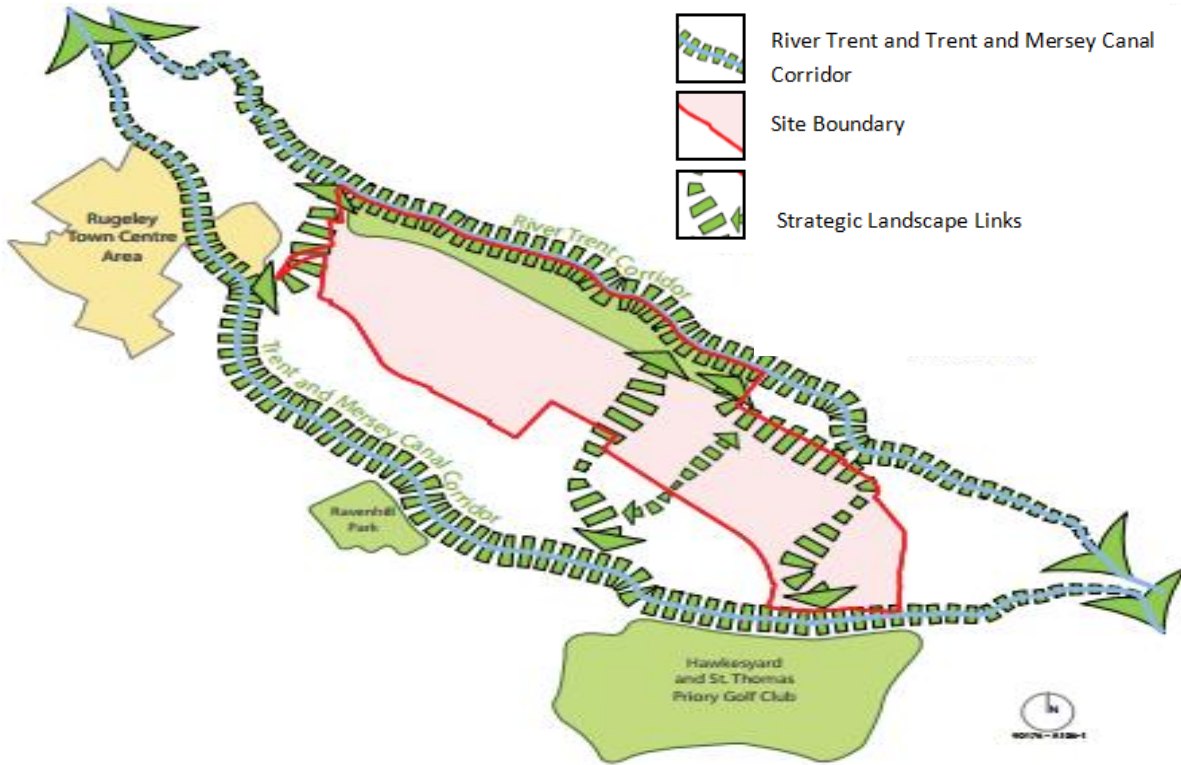 River Trent and Trent and Mersey Canal
Corridor
Site Boundary
Strategic Landscape Links
Rugeley
Town Centre
Area
River Trent Corridor
Trent and Mersey Canal Corridor
Ravenhill
Park
Hawkesyard
and St. Thomas
Priory Golf Club
N